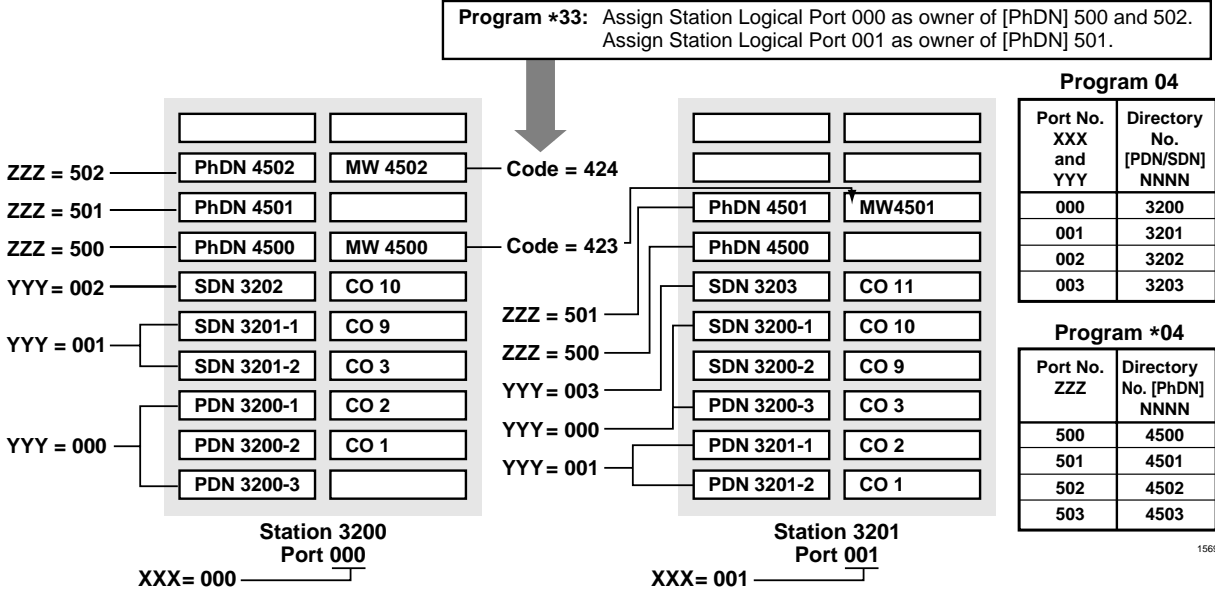 Program *33: Assign Station Logical Port 000 as owner of [PhDN] 500 and 502.
Assign Station Logical Port 001 as owner of [PhDN] 501.
ZZZ = 502
PhDN 4502
MW 4502
Code = 424
ZZZ = 501
PhDN 4501
ZZZ = 500
PhDN 4500
MW 4500
Code = 423
YYY = 002
SDN 3202
CO 10
YYY = 001
SDN 3201-1
CO 9
SDN 3201-2
CO 3
YYY = 000
PDN 3200-1
CO 2
PDN 3200-2
CO 1
PDN 3200-3
Station 3200
Port 000
XXX= 000
PhDN 4501
MW4501
PhDN 4500
SDN 3203
CO 11
ZZZ = 501
SDN 3200-1
CO 10
ZZZ = 500
SDN 3200-2
CO 9
YYY = 003
PDN 3200-3
CO 3
YYY = 000
PDN 3201-1
CO 2
YYY = 001
PDN 3201-2
CO 1
Station 3201
Port 001
XXX= 001
Program 04
Port No.
XXX
and
YYY
Directory
No.
[PDN/SDN]
NNNN
000 3200
001 3201
002 3202
003 3203
Program *04
Port No.
ZZZ
Directory
No. [PhDN]
NNNN
500 4500
501 4501
502 4502
503 4503
1569